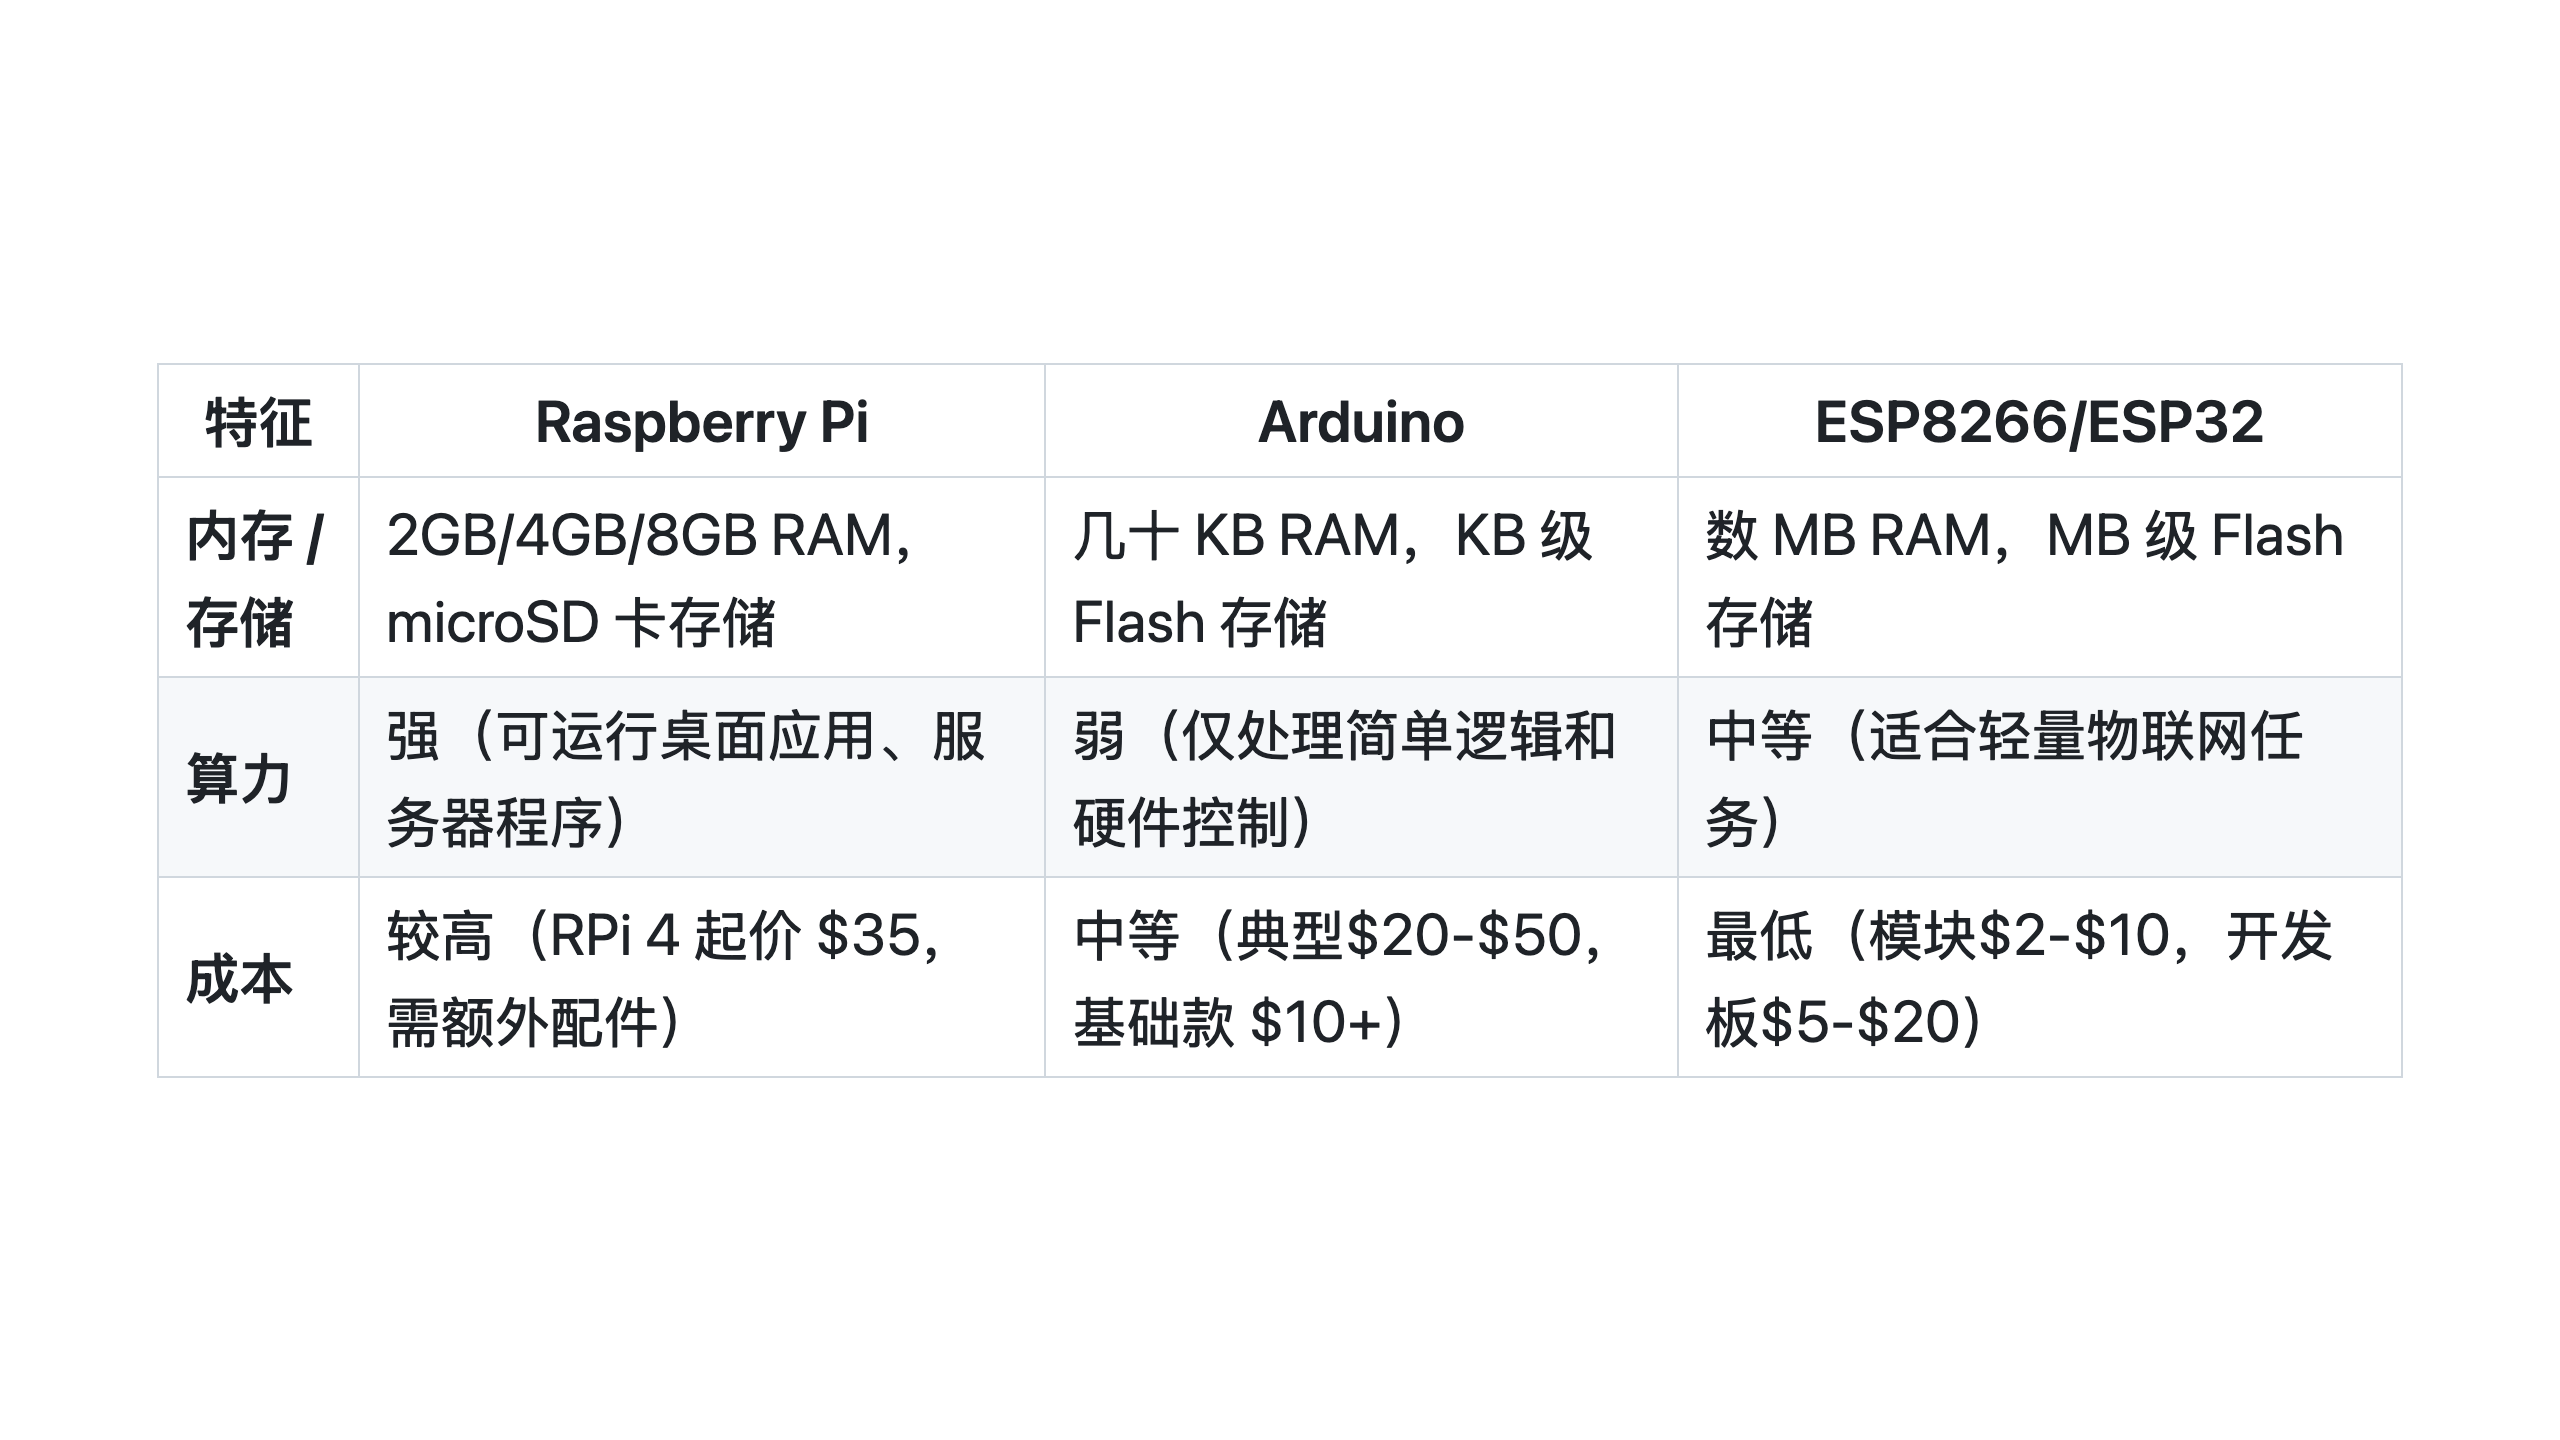 特征 Raspberry Pi Arduino ESP8266/ESP32
内存 /
存储
2GB/4GB/8GB RAM，
microSD 卡存储
几十 KB RAM，KB 级
Flash 存储
数 MB RAM，MB 级 Flash
存储
算力
强（可运行桌面应用、服
务器程序）
弱（仅处理简单逻辑和
硬件控制）
中等（适合轻量物联网任
务）
成本
较高（RPi 4 起价 $35，
需额外配件）
中等（典型$20-$50，
基础款 $10+）
最低（模块$2-$10，开发
板$5-$20）